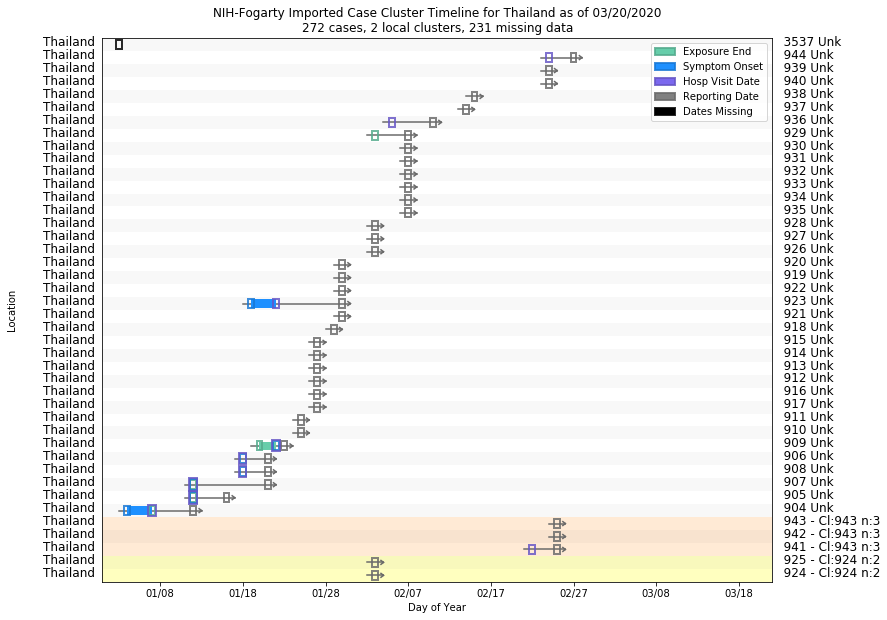 NIH-Fogarty Imported Case Cluster Timeline for Thailand as of 03/20/2020
272 cases, 2 local clusters, 231 missing data
Thailand 3537 Unk
Thailand 944 Unk
Thailand 939 Unk
Thailand 940 Unk
Thailand 938 Unk
Thailand 937 Unk
Thailand 936 Unk
Thailand 929 Unk
Thailand 930 Unk
Thailand 931 Unk
Thailand 932 Unk
Thailand 933 Unk
Thailand 934 Unk
Thailand 935 Unk
Thailand 928 Unk
Thailand 927 Unk
Thailand 926 Unk
Thailand 920 Unk
Thailand 919 Unk
Thailand 922 Unk
Thailand 923 Unk
Thailand 921 Unk
Thailand 918 Unk
Thailand 915 Unk
Thailand 914 Unk
Thailand 913 Unk
Thailand 912 Unk
Thailand 916 Unk
Thailand 917 Unk
Thailand 911 Unk
Thailand 910 Unk
Thailand 909 Unk
Thailand 906 Unk
Thailand 908 Unk
Thailand 907 Unk
Thailand 905 Unk
Thailand 904 Unk
Thailand 943 - Cl:943 n:3
Thailand 942 - Cl:943 n:3
Thailand 941 - Cl:943 n:3
Thailand 925 - Cl:924 n:2
Thailand 924 - Cl:924 n:2
Exposure End
Symptom Onset
Hosp Visit Date
Reporting Date
Dates Missing
Location
01/08 01/18 01/28 02/07 02/17 02/27 03/08 03/18
Day of Year